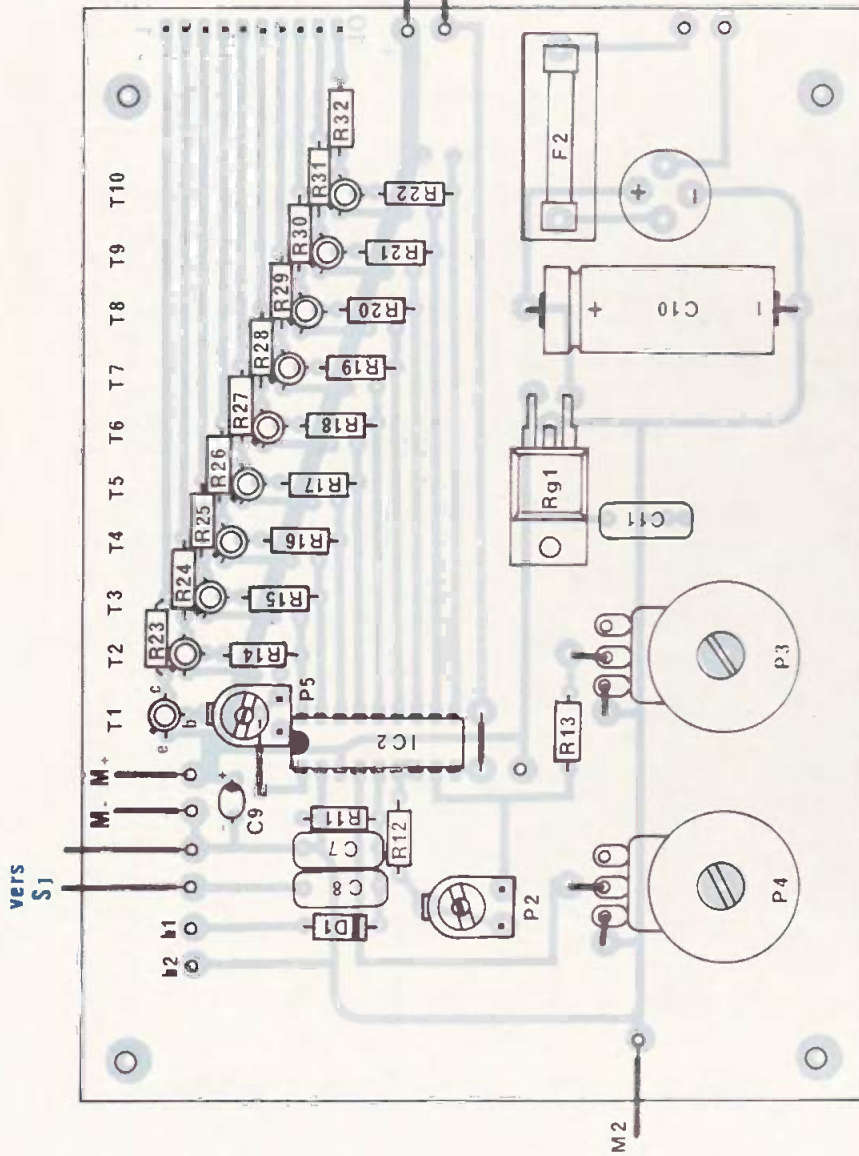 vers
S1
1
10
T1
T2
T3
T4
T5
T6
T7
T8
T9
T10
M+
M-
h1
h2
e
c
b
R23
R24
R25
R26
R27
R28
R29
R30
R31
R32
R14
R15
R16
R17
R18
R19
R20
R21
R22
P5
+
-
C9
IC2
R11
C7
C8
R12
D1
P2
R13
F2
+
-
+
C10
-
Rg1
C11
P3
P4
M2